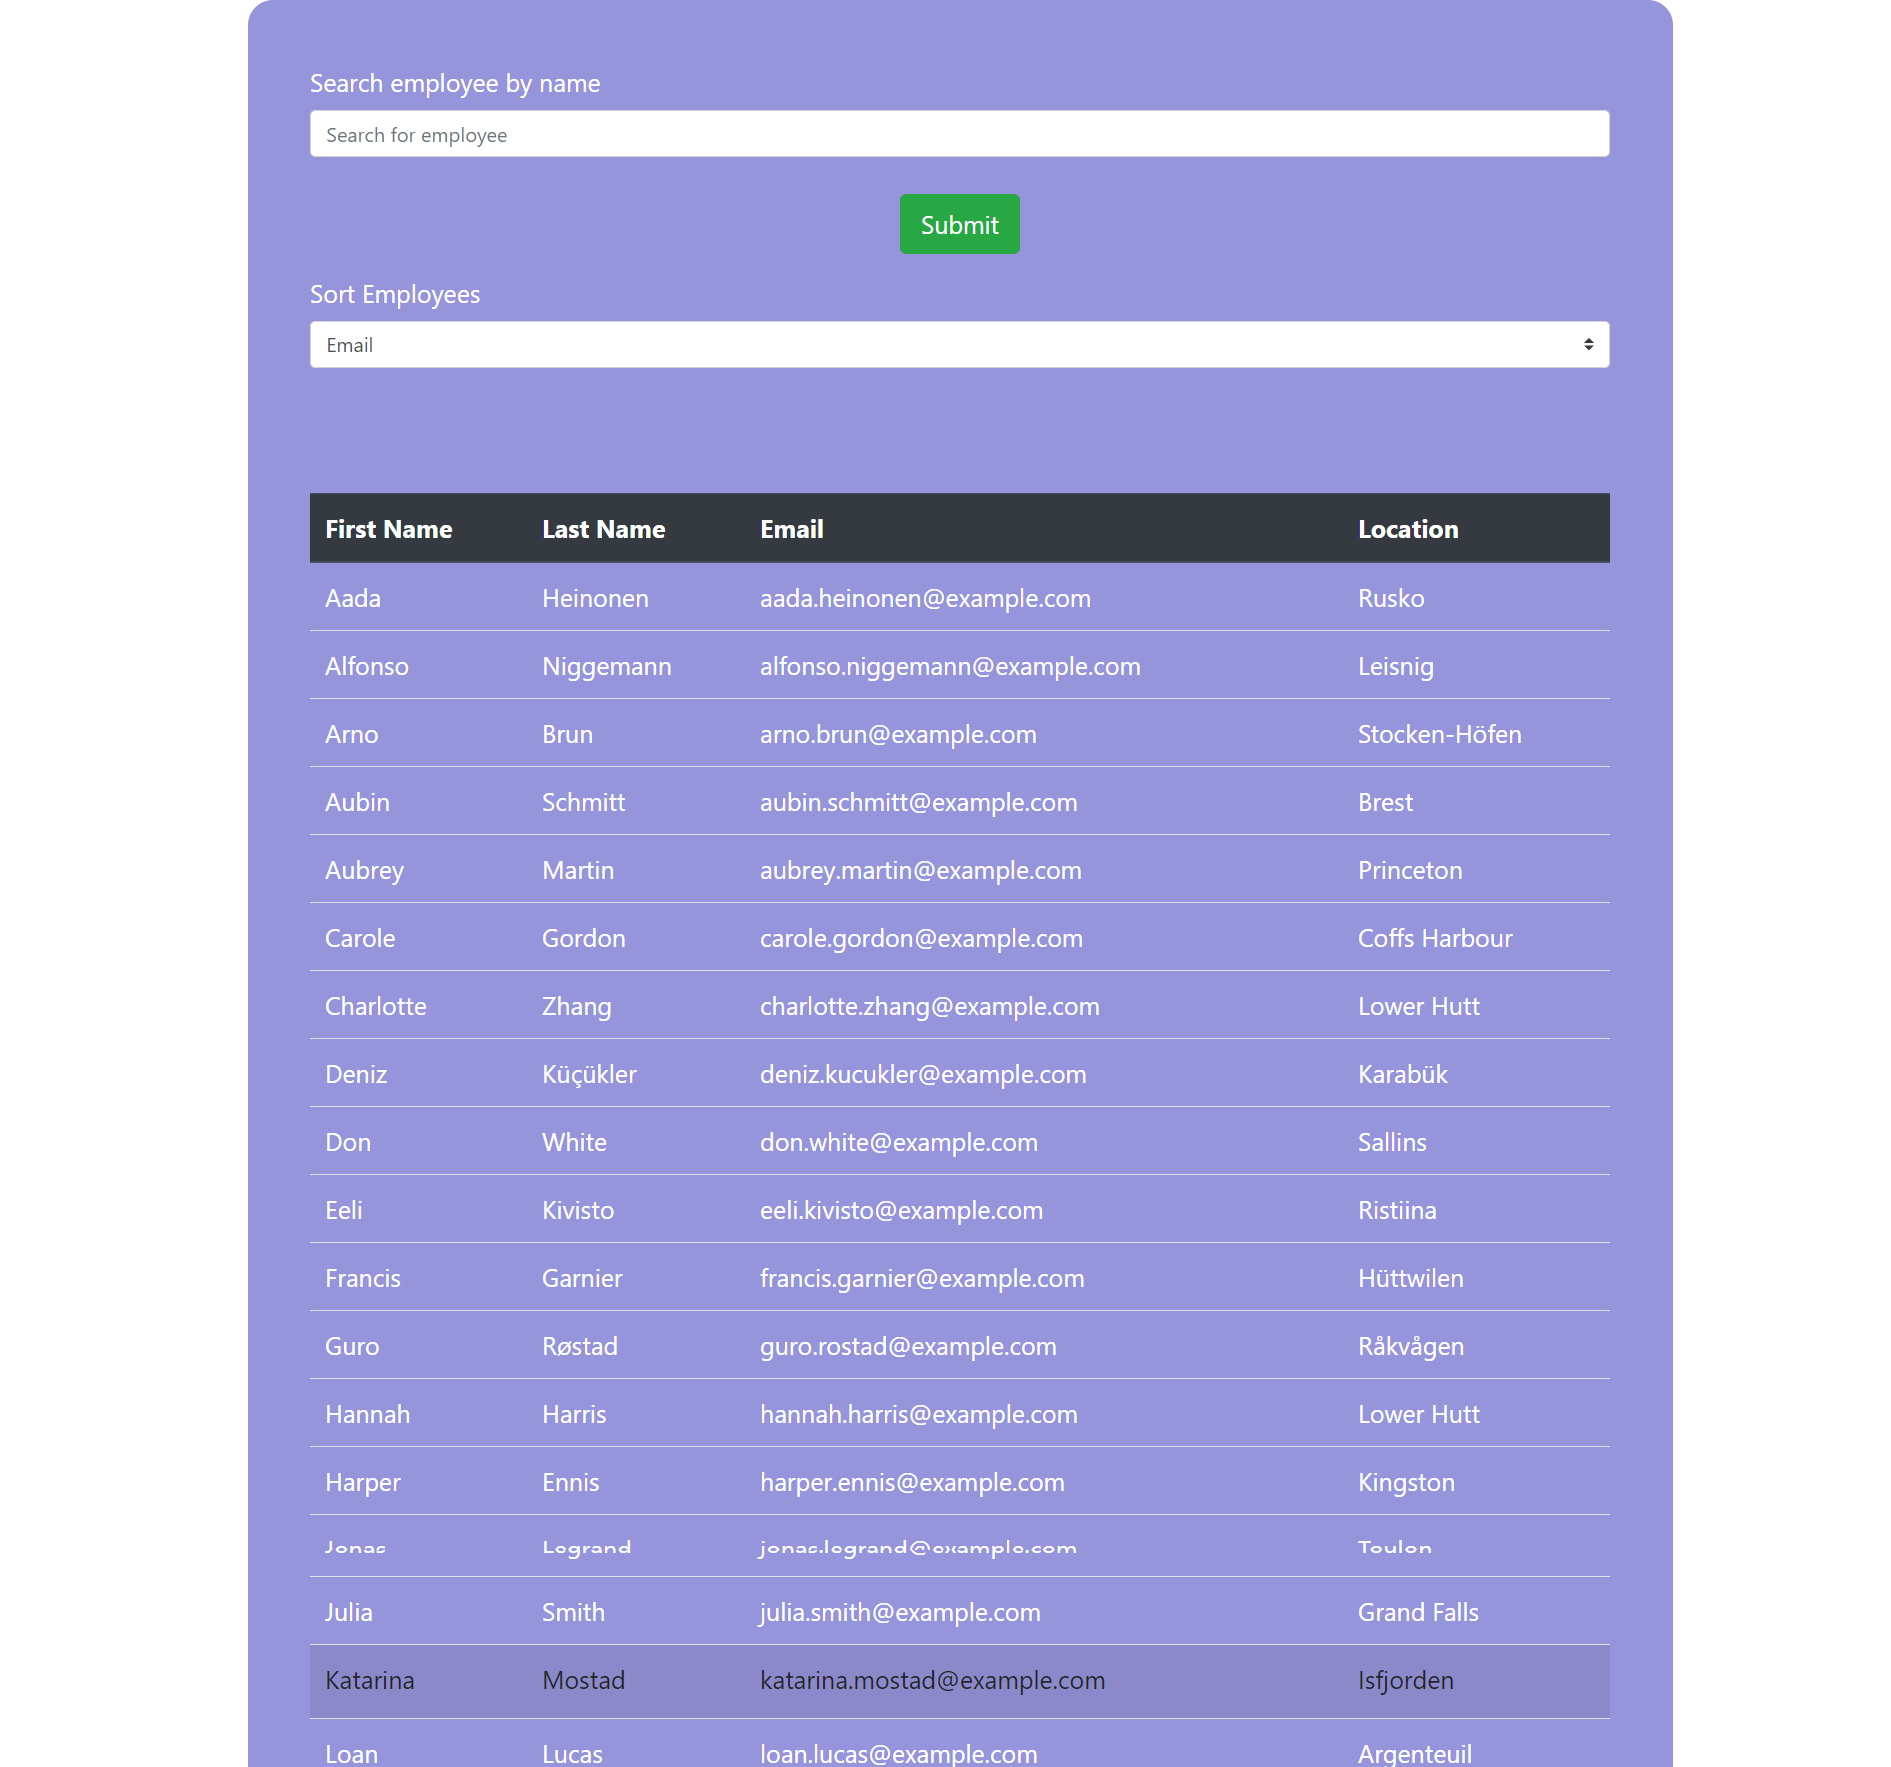 Search employee by name
Search for employee
Submit
Sort Employees
Email
First Name Last Name Email Location
Aada Heinonen aada.heinonen@example.com Rusko
Alfonso Niggemann alfonso.niggemann@example.com Leisnig
Arno Brun arno.brun@example.com Stocken-Höfen
Aubin Schmitt aubin.schmitt@example.com Brest
Aubrey Martin aubrey.martin@example.com Princeton
Carole Gordon carole.gordon@example.com Coffs Harbour
Charlotte Zhang charlotte.zhang@example.com Lower Hutt
Deniz Küçükler deniz.kucukler@example.com Karabük
Don White don.white@example.com Sallins
Eeli Kivisto eeli.kivisto@example.com Ristiina
Francis Garnier francis.garnier@example.com Hüttwilen
Guro Røstad guro.rostad@example.com Råkvågen
Hannah Harris hannah.harris@example.com Lower Hutt
Harper Ennis harper.ennis@example.com Kingston
Jonas Legrand jonas.legrand@example.com Toulon
Julia Smith julia.smith@example.com Grand Falls
Katarina Mostad katarina.mostad@example.com Isfjorden
Loan Lucas loan.lucas@example.com Argenteuil